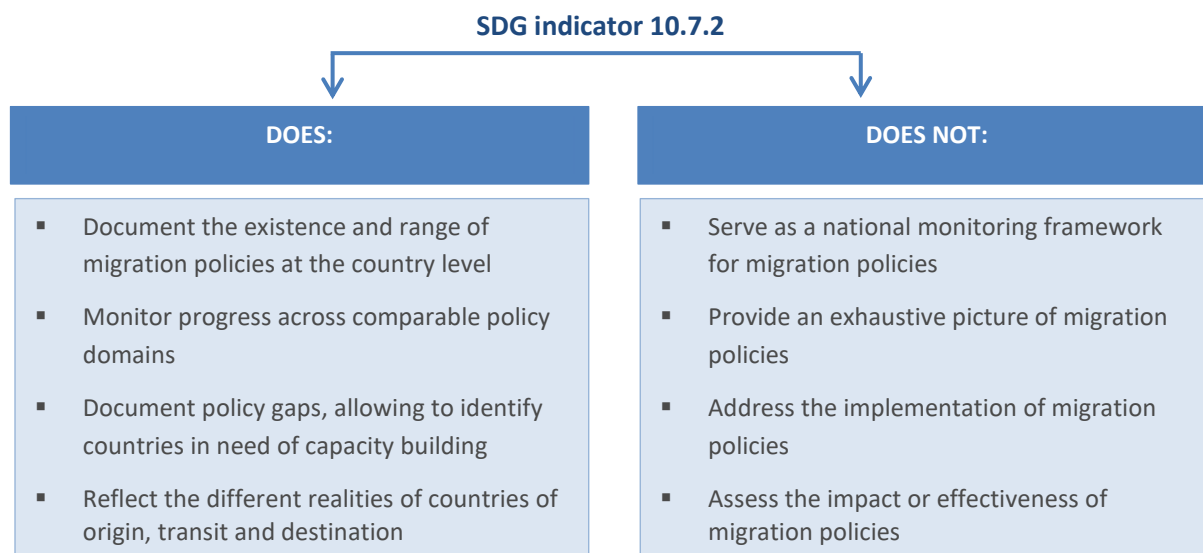 SDG indicator 10.7.2
DOES:
▪ Document the existence and range of
migration policies at the country level
▪ Monitor progress across comparable policy
domains
▪ Document policy gaps, allowing to identify
countries in need of capacity building
▪ Reflect the different realities of countries of
origin, transit and destination
DOES NOT:
▪ Serve as a national monitoring framework
for migration policies
▪ Provide an exhaustive picture of migration
policies
▪ Address the implementation of migration
policies
▪ Assess the impact or effectiveness of
migration policies